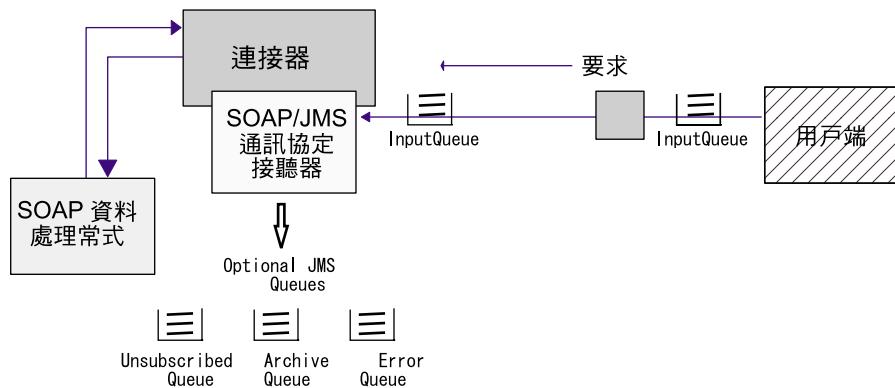 連接器
要求
SOAP/JMS
通訊協定
接聽器
InputQueue
InputQueue
用戶端
SOAP 資料
處理常式
Optional JMS
Queues
Unsubscribed
Queue
Archive
Queue
Error
Queue